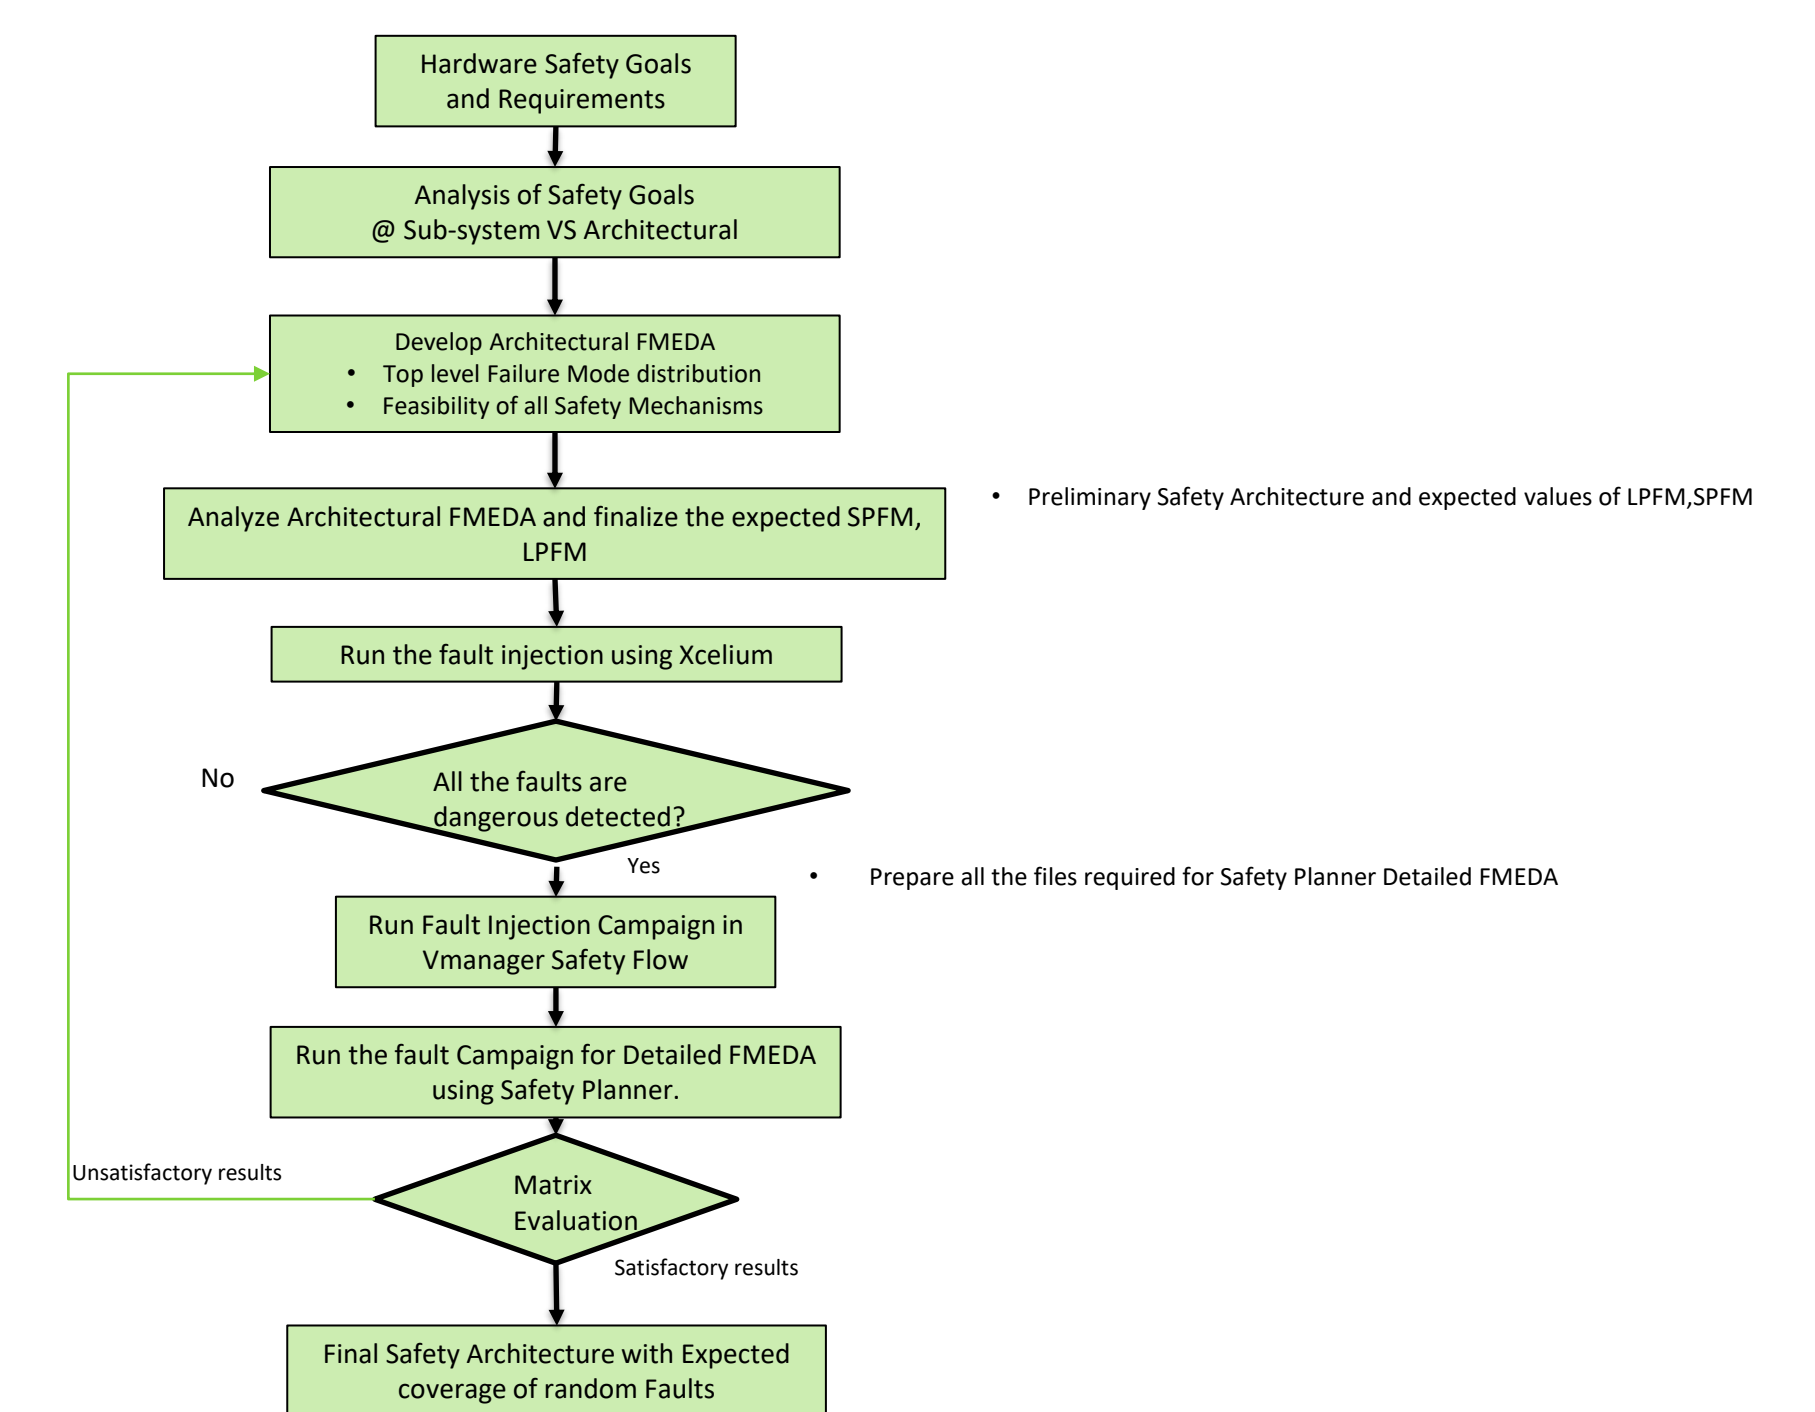 Hardware Safety Goals
and Requirements
Analysis of Safety Goals
@ Sub-system VS Architectural
Develop Architectural FMEDA
• Top level Failure Mode distribution
• Feasibility of all Safety Mechanisms
• Preliminary Safety Architecture and expected values of LPFM,SPFM
Analyze Architectural FMEDA and finalize the expected SPFM,
LPFM
Run the fault injection using Xcelium
No
All the faults are
dangerous detected?
Yes
• Prepare all the files required for Safety Planner Detailed FMEDA
Run Fault Injection Campaign in
Vmanager Safety Flow
Run the fault Campaign for Detailed FMEDA
using Safety Planner.
Unsatisfactory results
Matrix
Evaluation
Satisfactory results
Final Safety Architecture with Expected
coverage of random Faults